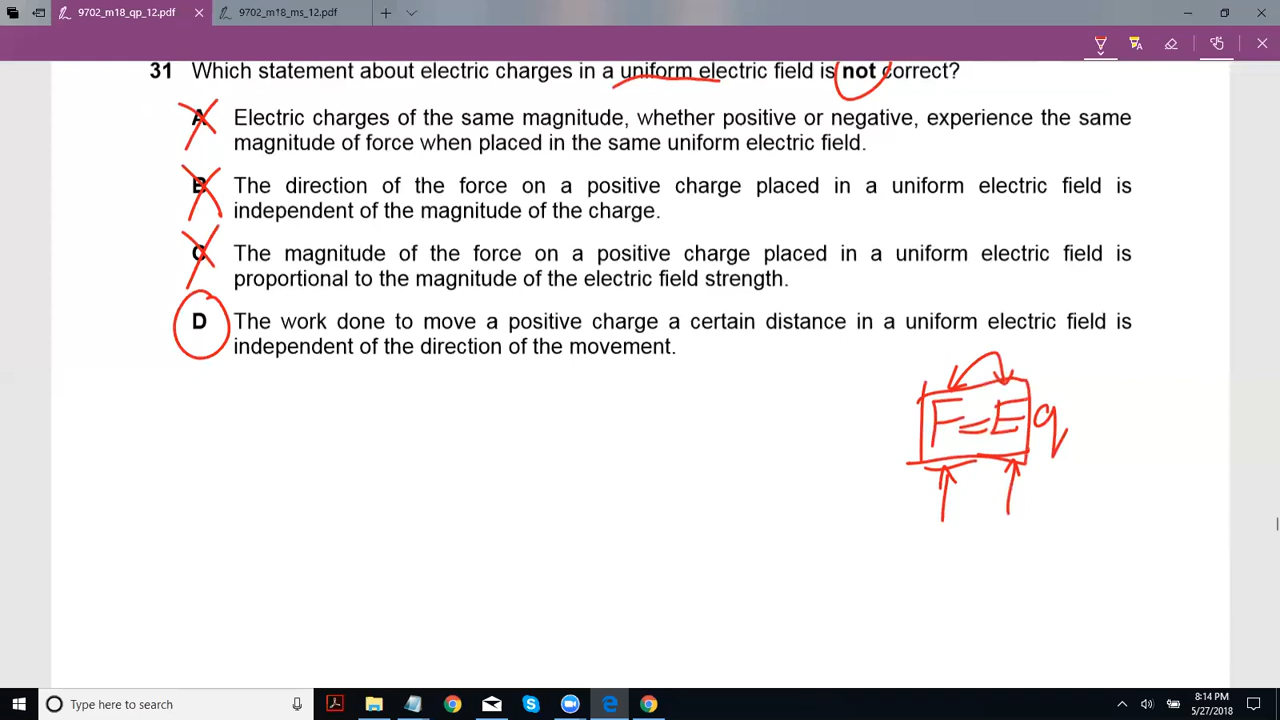 9702_m18_qp_12.pdf
9702_m18_ms_12.pdf
31 Which statement about electric charges in a uniform electric field is not correct?
A Electric charges of the same magnitude, whether positive or negative, experience the same
magnitude of force when placed in the same uniform electric field.
B The direction of the force on a positive charge placed in a uniform electric field is
independent of the magnitude of the charge.
C The magnitude of the force on a positive charge placed in a uniform electric field is
proportional to the magnitude of the electric field strength.
D The work done to move a positive charge a certain distance in a uniform electric field is
independent of the direction of the movement.
F=Eq
Type here to search
8:14 PM
5/27/2018